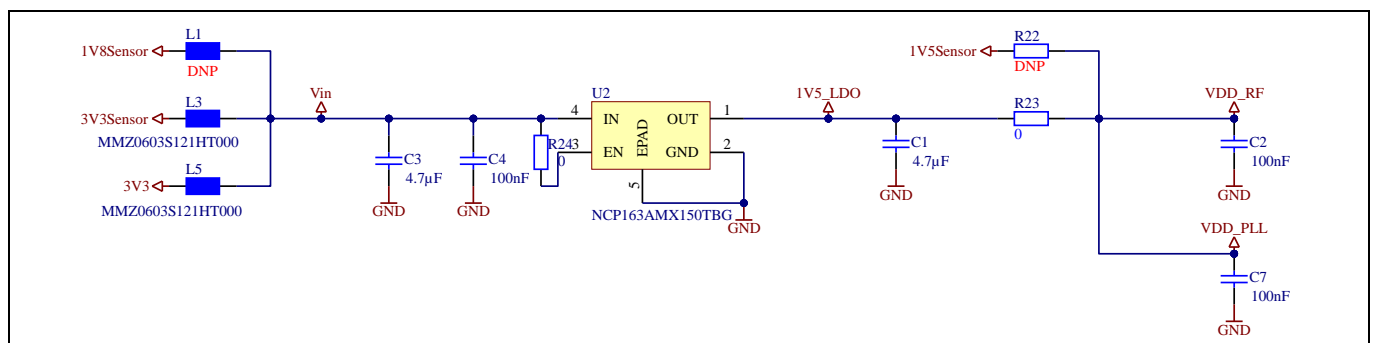 L1
1V8Sensor
DNP
L3
3V3Sensor
MMZ0603S121HT000
L5
3V3
MMZ0603S121HT000
Vin
C3
4.7µF
GND
C4
100nF
GND
R24
0
U2
4
IN
OUT
1
3
EN
EPAD
GND
2
5
NCP163AMX150TBG
GND
1V5_LDO
C1
4.7µF
GND
R22
1V5Sensor
DNP
R23
0
VDD_RF
C2
100nF
GND
VDD_PLL
C7
100nF
GND